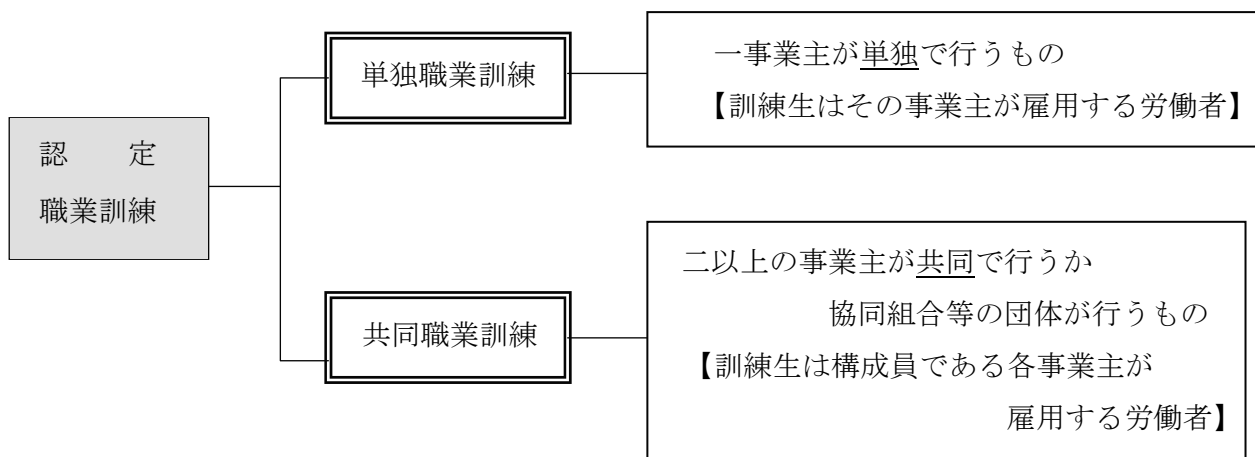 認　　定
職業訓練
単独職業訓練
一事業主が単独で行うもの
【訓練生はその事業主が雇用する労働者】
共同職業訓練
二以上の事業主が共同で行うか
協同組合等の団体が行うもの
【訓練生は構成員である各事業主が
雇用する労働者】